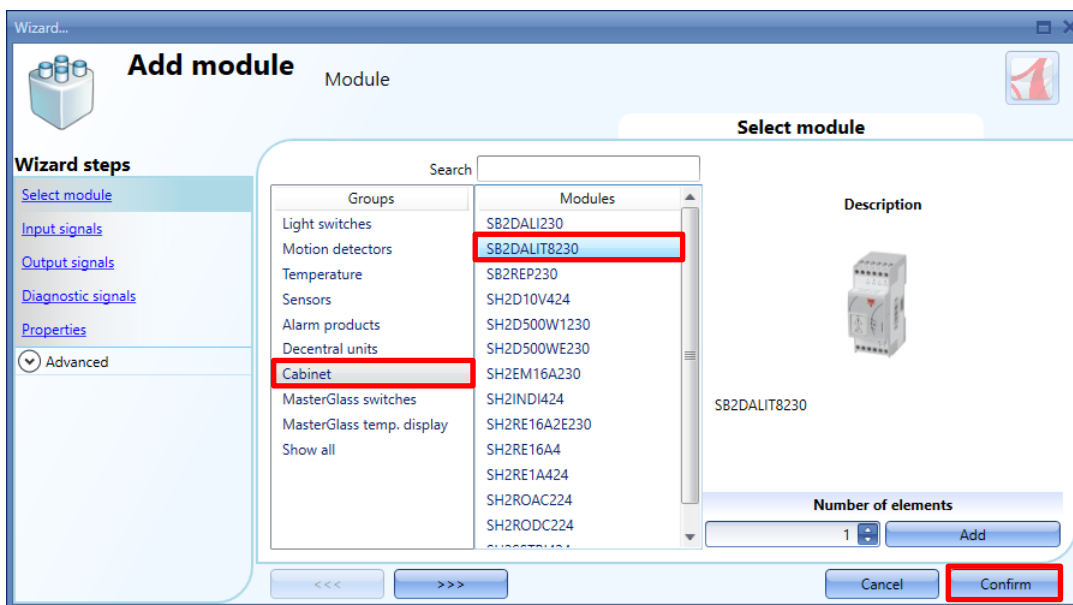 Wizard...
Add module
Module
Select module
Wizard steps
Select module
Input signals
Output signals
Diagnostic signals
Properties
Advanced
Search
Groups
Light switches
Motion detectors
Temperature
Sensors
Alarm products
Decentral units
Cabinet
MasterGlass switches
MasterGlass temp. display
Show all
Modules
SB2DALI230
SB2DALIT8230
SB2REP230
SH2D10V424
SH2D500W1230
SH2D500WE230
SH2EM16A230
SH2INDI424
SH2RE16A2E230
SH2RE16A4
SH2RE1A424
SH2ROAC224
SH2RODC224
Description
SB2DALIT8230
Number of elements
1
Add
<<<
>>>
Cancel
Confirm